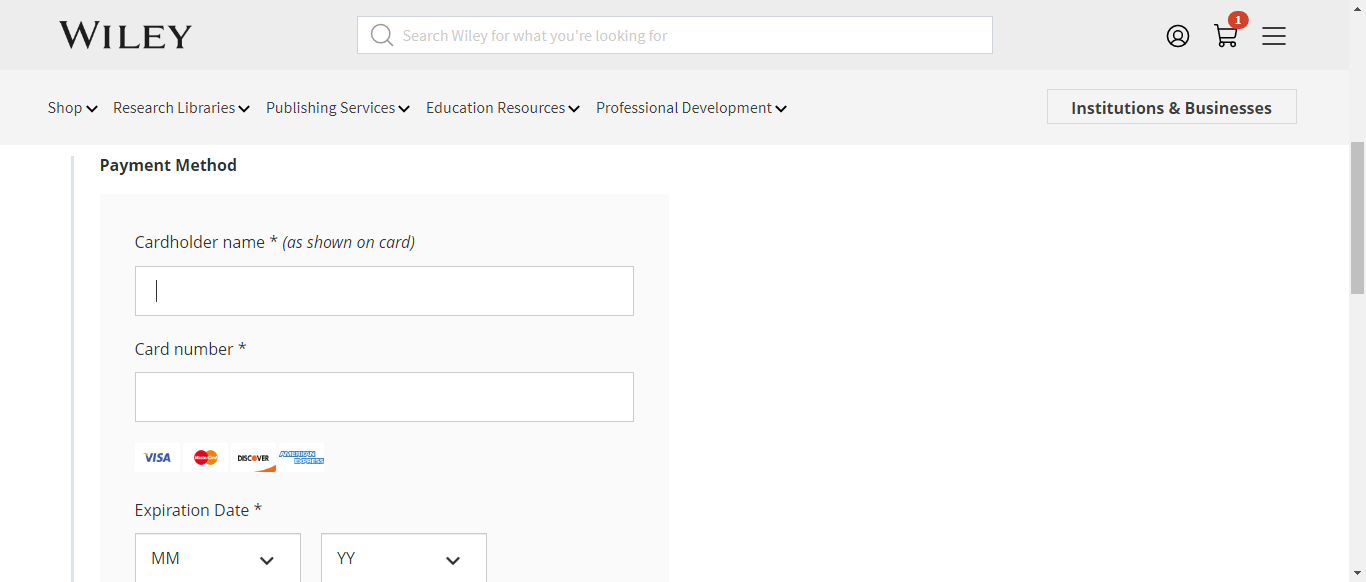 WILEY
Search Wiley for what you're looking for
1
Shop Research Libraries Publishing Services Education Resources Professional Development Institutions & Businesses
Payment Method
Cardholder name * (as shown on card)
Card number *
VISA MasterCard DISCOVER AMERICAN EXPRESS
Expiration Date *
MM YY